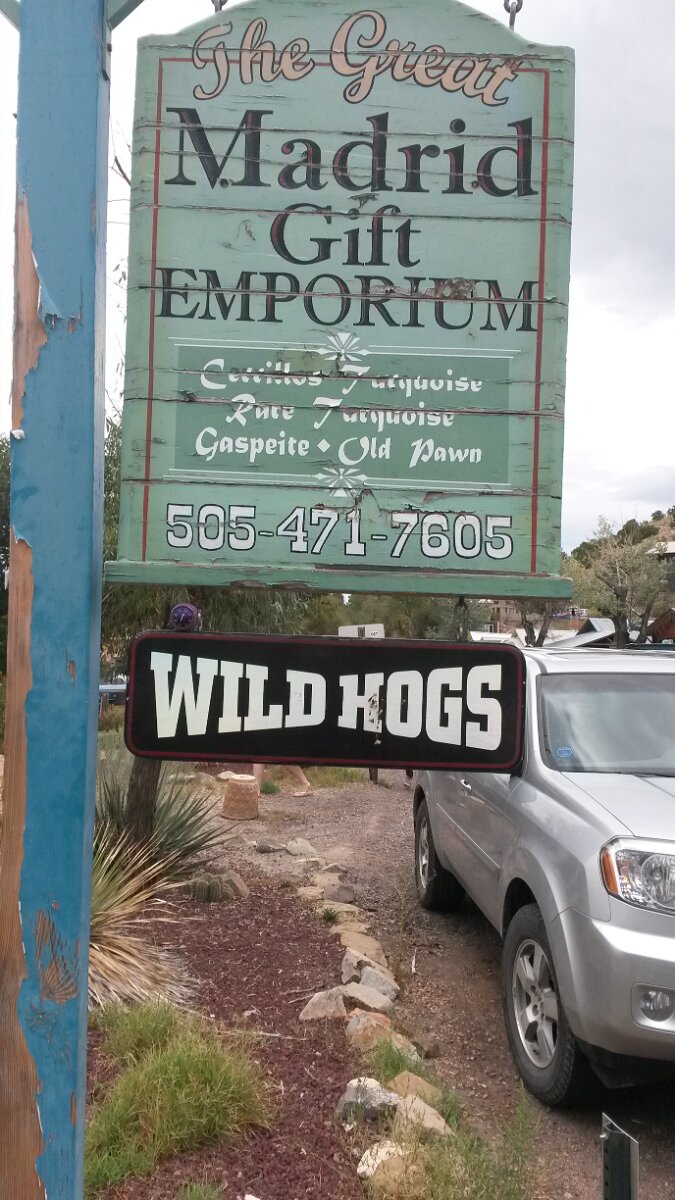 The Great
Madrid
Gift
EMPORIUM
Cerrillos Turquoise
Rare Turquoise
Gaspeite • Old Pawn
505-471-7605
WILD HOGS